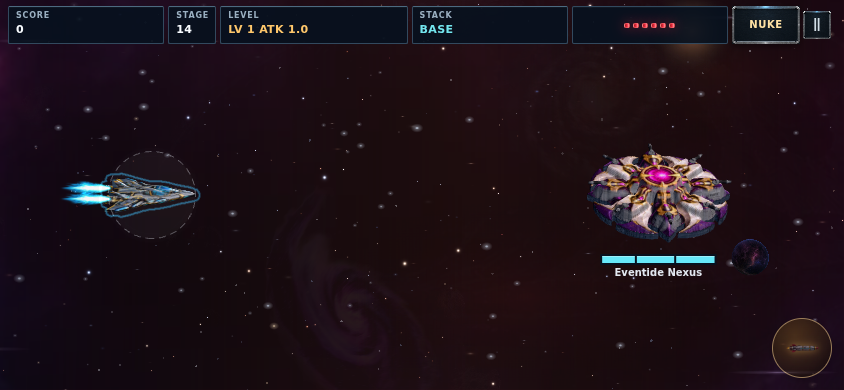 SCORE
0
STAGE
14
LEVEL
LV 1 ATK 1.0
STACK
BASE
NUKE
Eventide Nexus